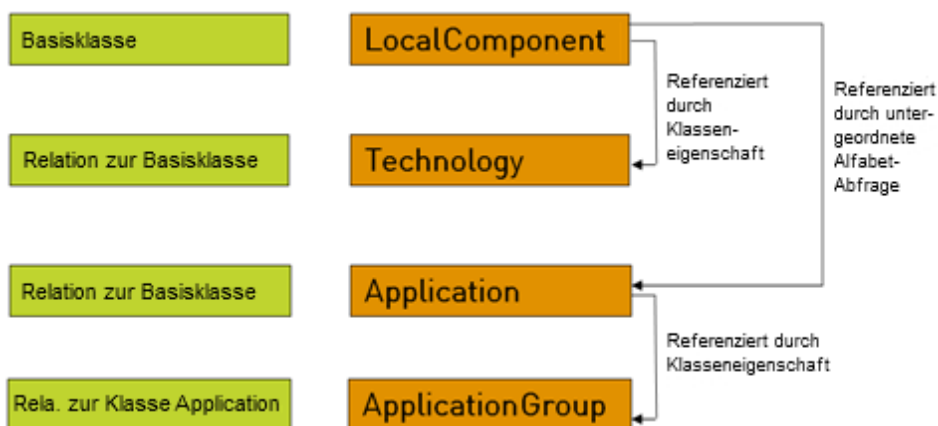 Basisklasse
LocalComponent
Referenziert
durch
Klassen-
eigenschaft
Referenziert
durch unter-
geordnete
Alfabet-
Abfrage
Relation zur Basisklasse
Technology
Relation zur Basisklasse
Application
Referenziert durch
Klasseneigenschaft
Rela. zur Klasse Application
ApplicationGroup